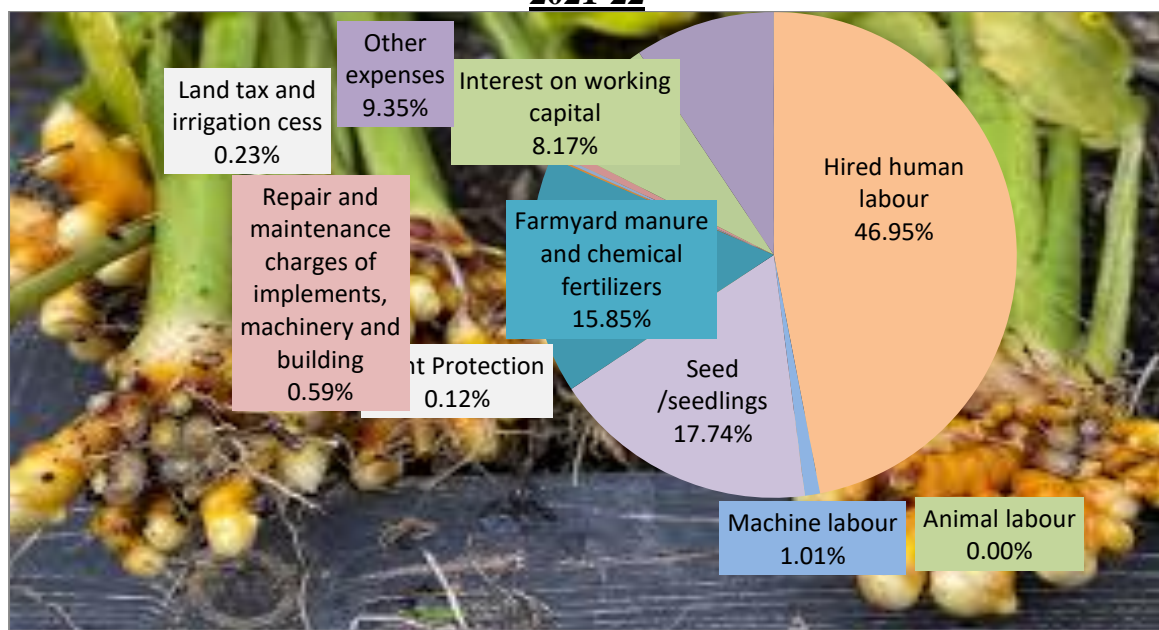 2021-22
Other
expenses
9.35%
Interest on working
capital
8.17%
Land tax and
irrigation cess
0.23%
Repair and
maintenance
charges of
implements,
machinery and
building
0.59%
Protection
0.12%
Farmyard manure
and chemical
fertilizers
15.85%
Hired human
labour
46.95%
Seed
/seedlings
17.74%
Machine labour
1.01%
Animal labour
0.00%